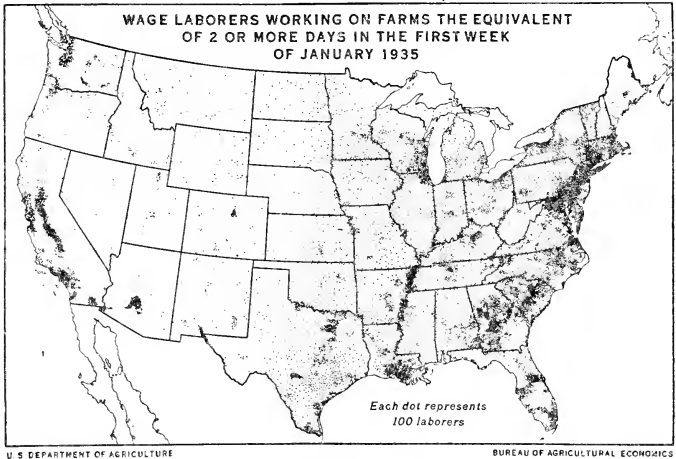 WAGE LABORERS WORKING ON FARMS THE EQUIVALENT
OF 2 OR MORE DAYS IN THE FIRST WEEK
OF JANUARY 1935
Each dot represents
100 laborers
U S DEPARTMENT OF AGRICULTURE
BUREAU OF AGRICULTURAL ECONOMICS